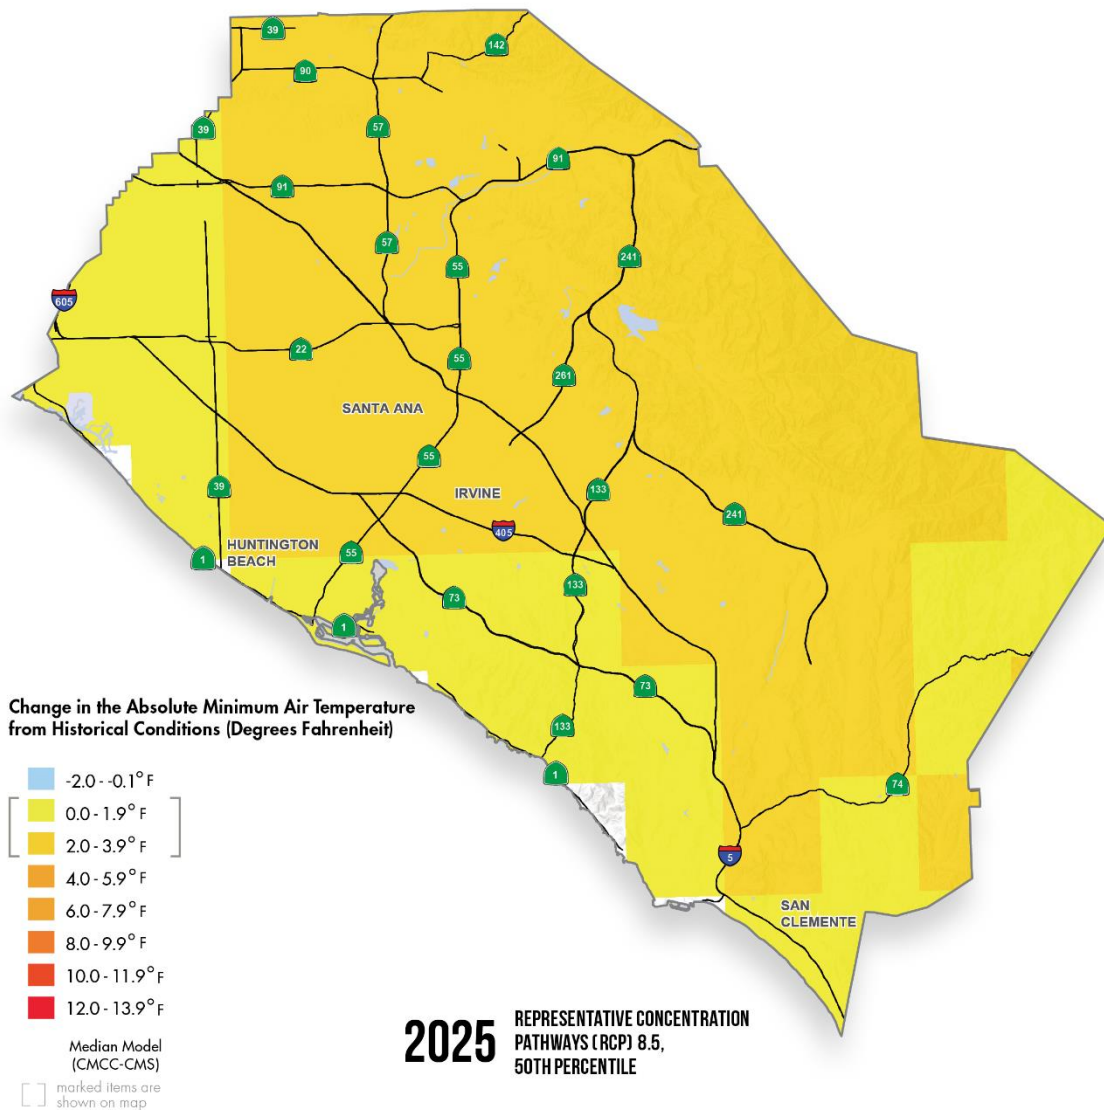 39
142
90
39
57
91
91
57
241
55
605
22
55
261
SANTA ANA
55
39
IRVINE
133
241
405
HUNTINGTON
BEACH
1
55
133
73
1
73
133
1
74
5
SAN
CLEMENTE
Change in the Absolute Minimum Air Temperature
from Historical Conditions (Degrees Fahrenheit)
-2.0 - -0.1° F
0.0 - 1.9° F
2.0 - 3.9° F
4.0 - 5.9° F
6.0 - 7.9° F
8.0 - 9.9° F
10.0 - 11.9° F
12.0 - 13.9° F
Median Model
(CMCC-CMS)
[ ] marked items are
shown on map
2025
REPRESENTATIVE CONCENTRATION
PATHWAYS (RCP) 8.5,
50TH PERCENTILE